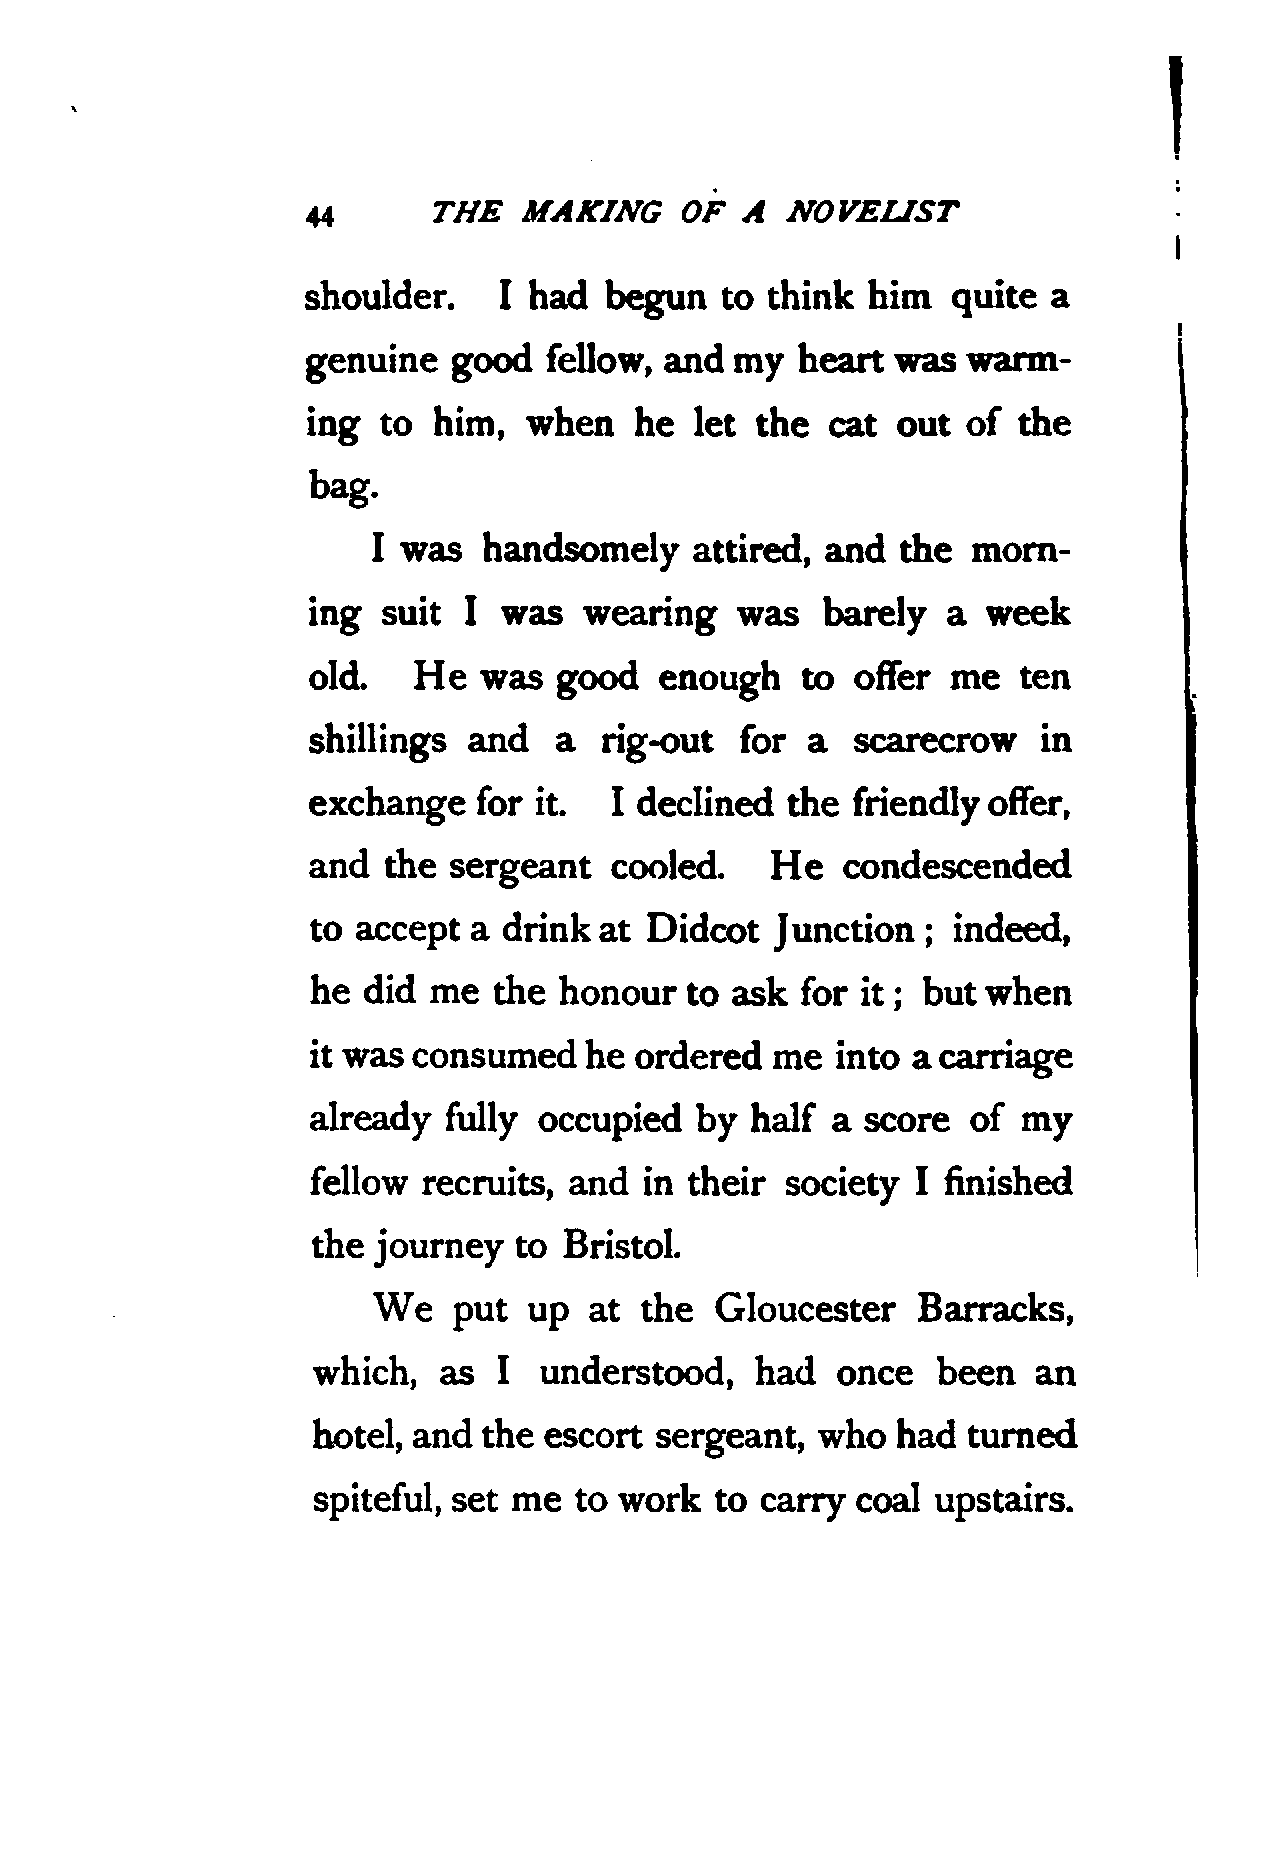 44 THE MAKING OF A NOVELIST
shoulder. I had begun to think him quite a
genuine good fellow, and my heart was warm-
ing to him, when he let the cat out of the
bag.
I was handsomely attired, and the morn-
ing suit I was wearing was barely a week
old. He was good enough to offer me ten
shillings and a rig-out for a scarecrow in
exchange for it. I declined the friendly offer,
and the sergeant cooled. He condescended
to accept a drink at Didcot Junction ; indeed,
he did me the honour to ask for it ; but when
it was consumed he ordered me into a carriage
already fully occupied by half a score of my
fellow recruits, and in their society I finished
the journey to Bristol.
We put up at the Gloucester Barracks,
which, as I understood, had once been an
hotel, and the escort sergeant, who had turned
spiteful, set me to work to carry coal upstairs.